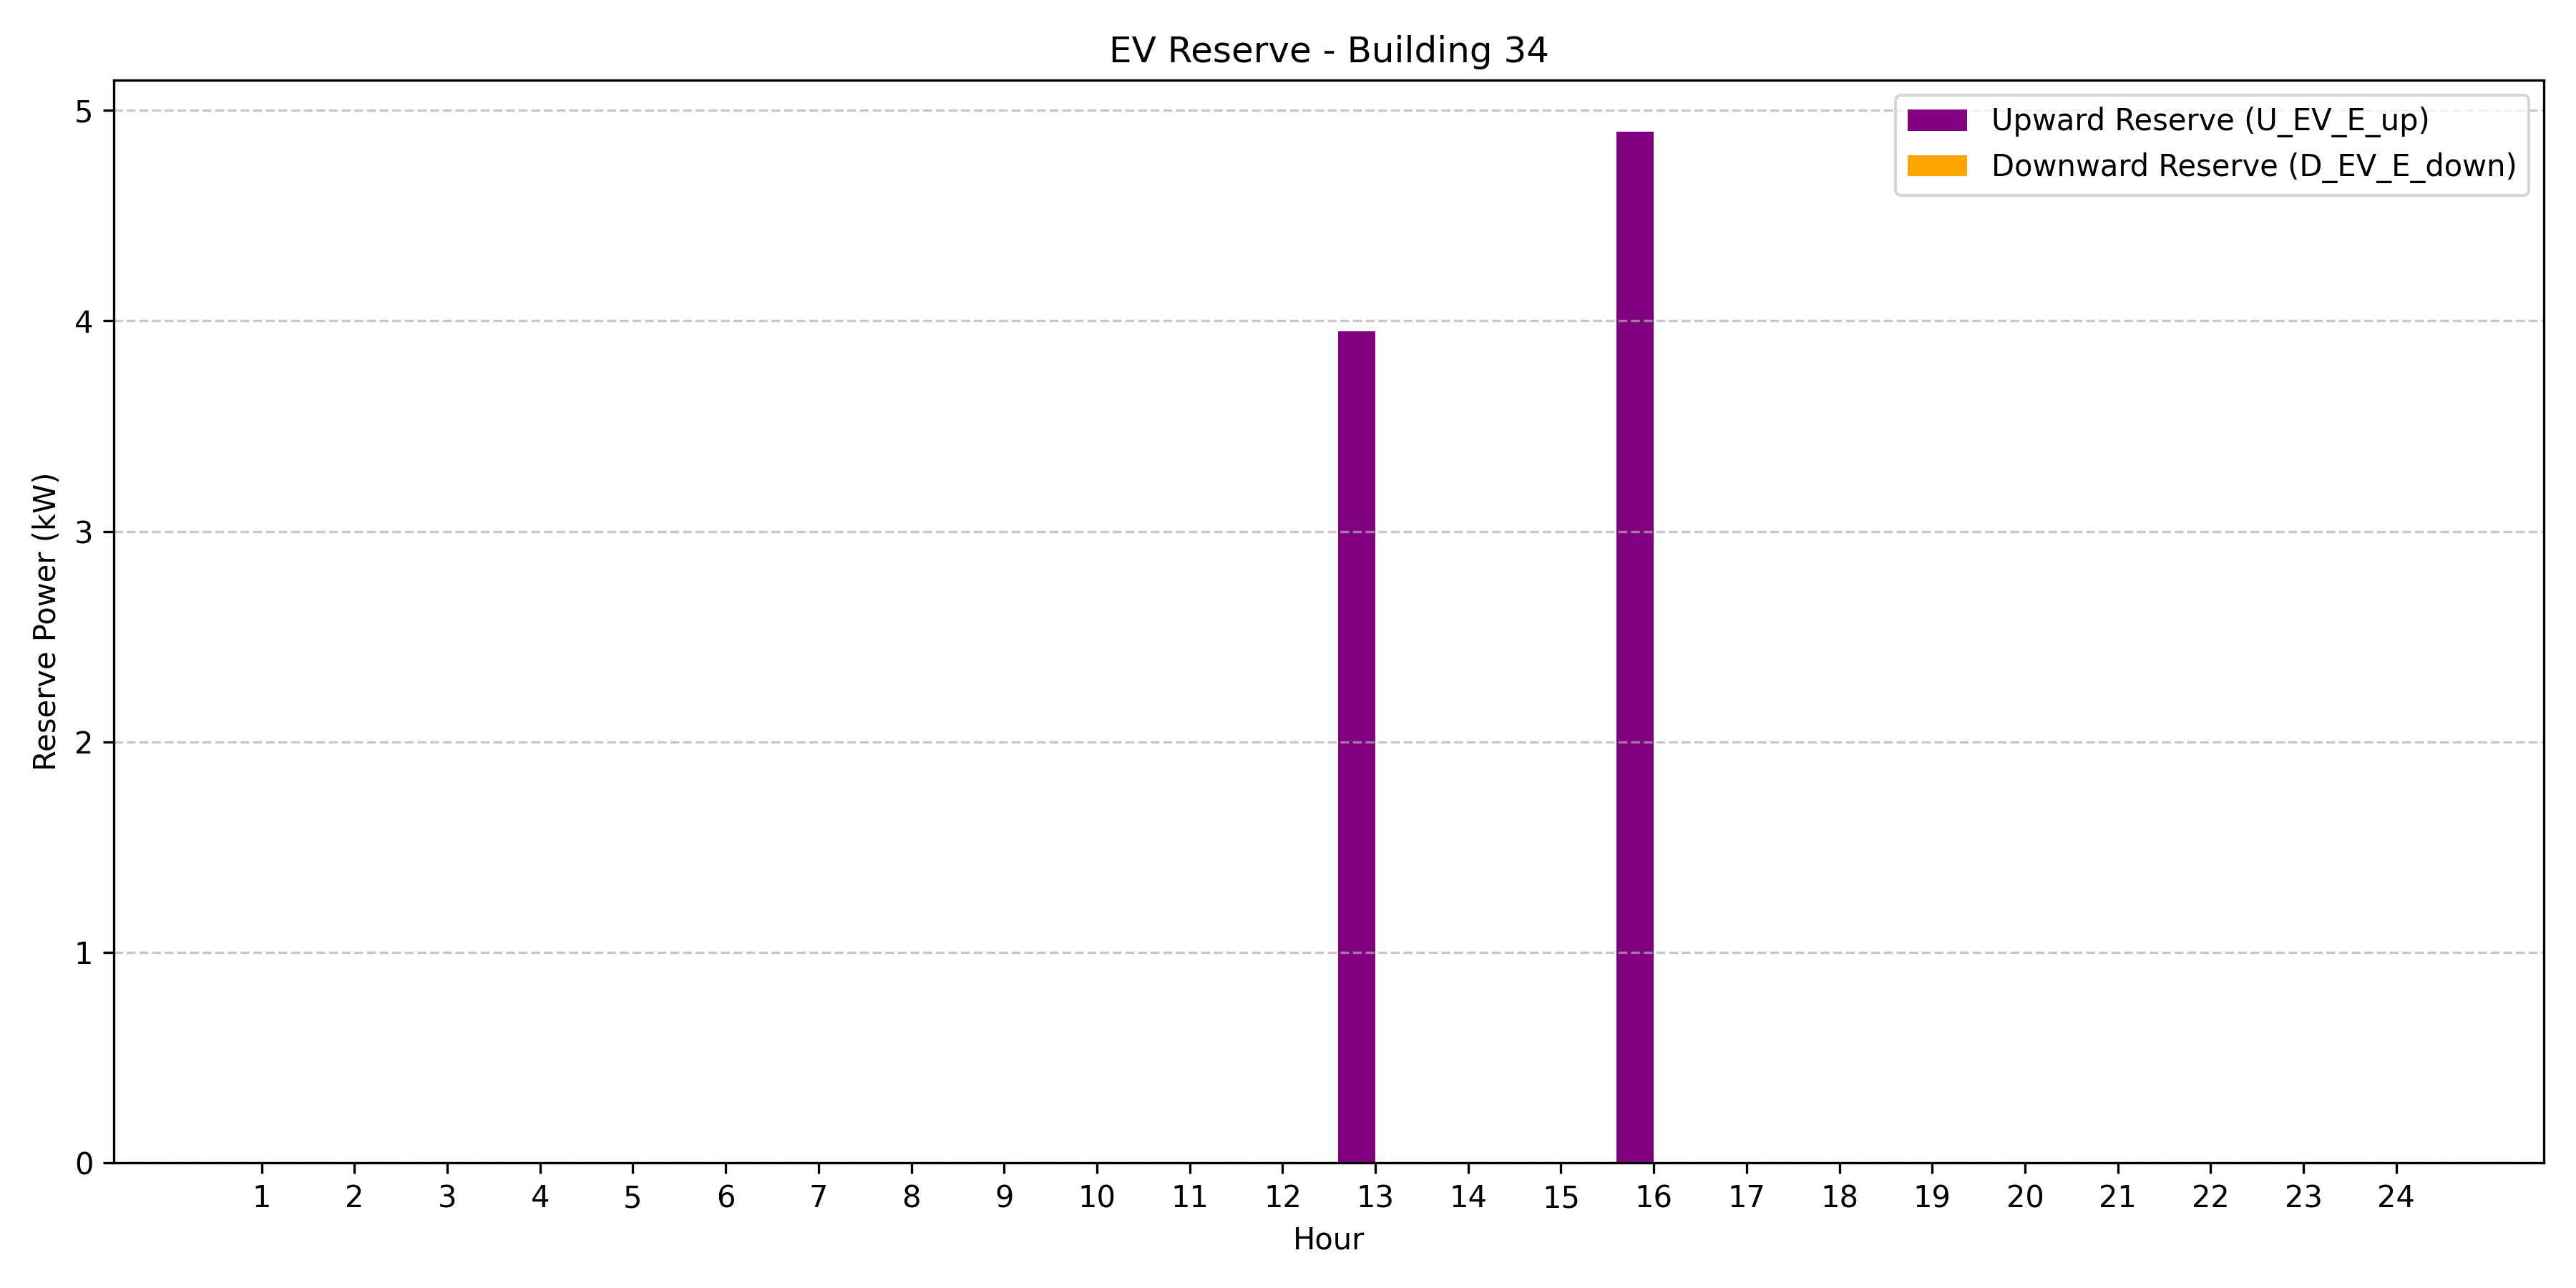 EV Reserve - Building 34
Upward Reserve (U_EV_E_up)
Downward Reserve (D_EV_E_down)
Reserve Power (kW)
5
4
3
2
1
0
1 2 3 4 5 6 7 8 9 10 11 12 13 14 15 16 17 18 19 20 21 22 23 24
Hour